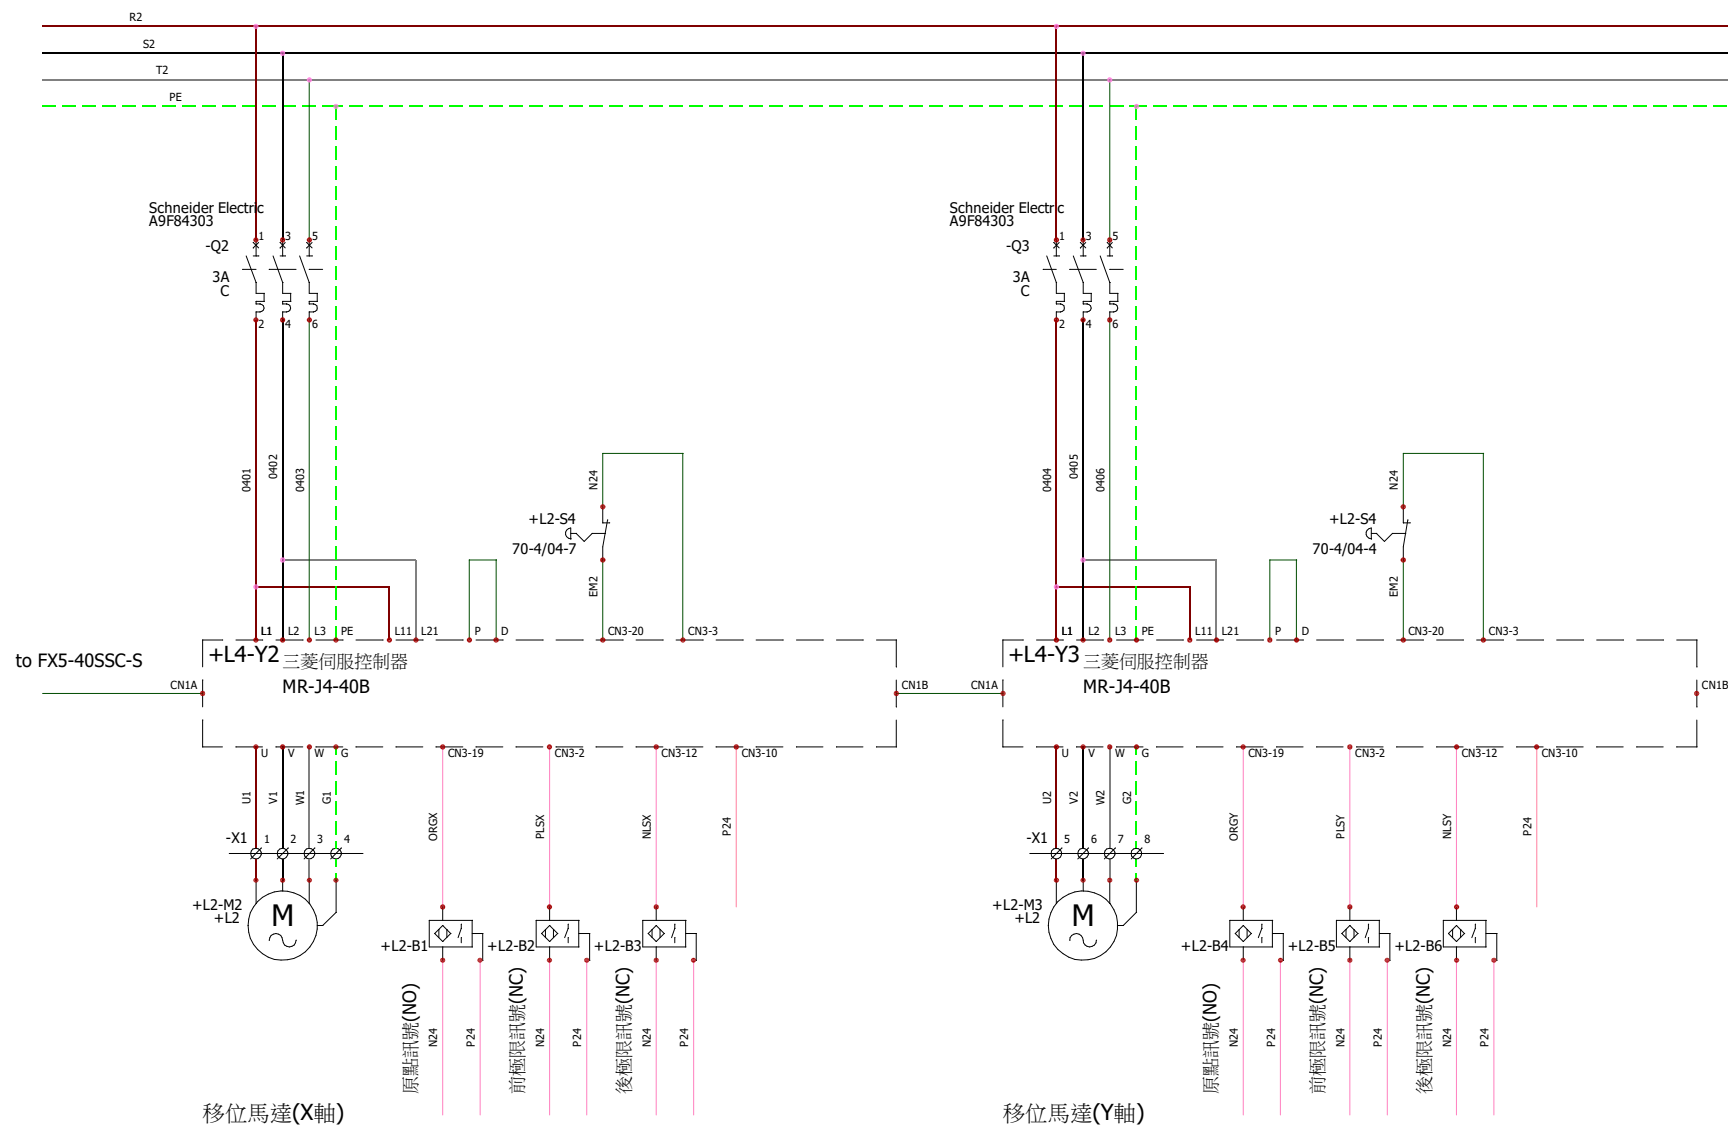 R2
S2
T2
PE
Schneider Electric
A9F84303
-Q2
3A
C
1
3
5
2
4
6
Schneider Electric
A9F84303
-Q3
3A
C
1
3
5
2
4
6
0401
0402
0403
N24
+L2-S4
70-4/04-7
EM2
0404
0405
0406
N24
+L2-S4
70-4/04-4
EM2
L1
L2
L3
PE
L11
L21
P
D
CN3-20
CN3-3
L1
L2
L3
PE
L11
L21
P
D
CN3-20
CN3-3
to FX5-40SSC-S
CN1A
+L4-Y2 三菱伺服控制器
MR-J4-40B
CN1B
CN1A
+L4-Y3 三菱伺服控制器
MR-J4-40B
CN1B
U
V
W
G
CN3-19
CN3-2
CN3-12
CN3-10
U
V
W
G
CN3-19
CN3-2
CN3-12
CN3-10
U1
V1
W1
G1
ORGX
PLSX
NLSX
P24
U2
V2
W2
G2
ORGY
PLSY
NLSY
P24
-X1
1
2
3
4
-X1
5
6
7
8
+L2-M2
+L2
M
+L2-B1
+L2-B2
+L2-B3
+L2-M3
+L2
M
+L2-B4
+L2-B5
+L2-B6
原點訊號(NO)
N24
P24
前極限訊號(NC)
N24
P24
後極限訊號(NC)
N24
P24
原點訊號(NO)
N24
P24
前極限訊號(NC)
N24
P24
後極限訊號(NC)
N24
P24
移位馬達(X軸)
移位馬達(Y軸)